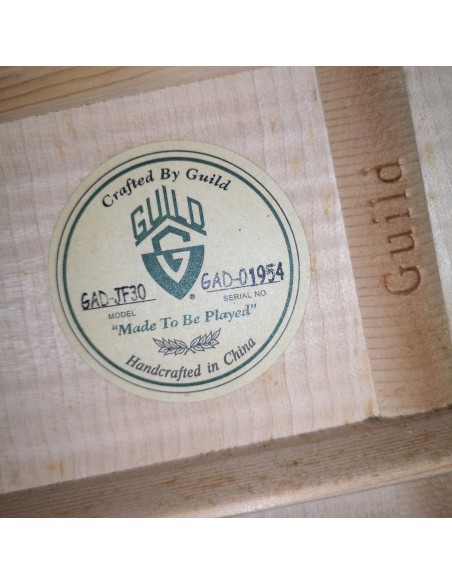 Crafted By Guild
GUILD
G
GAD-JF30
MODEL
GAD-01954
SERIAL NO.
®
"Made To Be Played"
Handcrafted in China
Guild